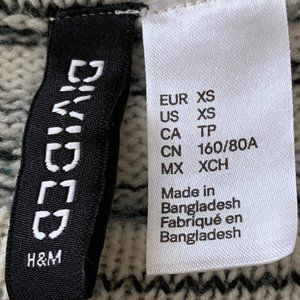 DIVIDED
H&M
EUR XS
US XS
CA TP
CN 160/80A
MX XCH
Made in
Bangladesh
Fabriqué en
Bangladesh